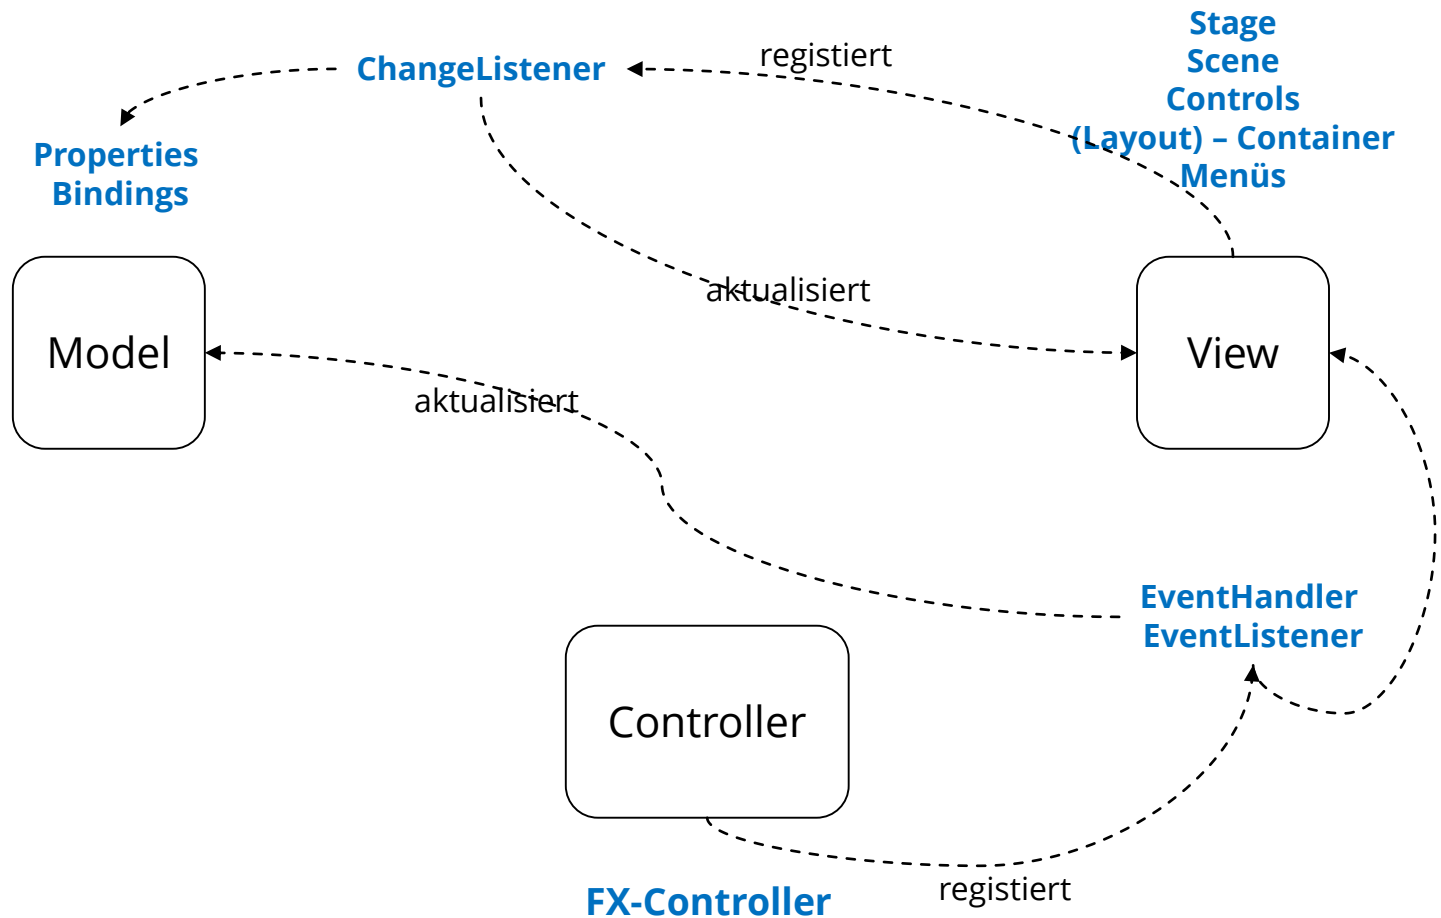 Stage
Scene
Controls
(Layout) – Container
Menüs
registiert
ChangeListener
Properties
Bindings
aktualisiert
Model
View
aktualisiert
EventHandler
EventListener
Controller
registiert
FX-Controller